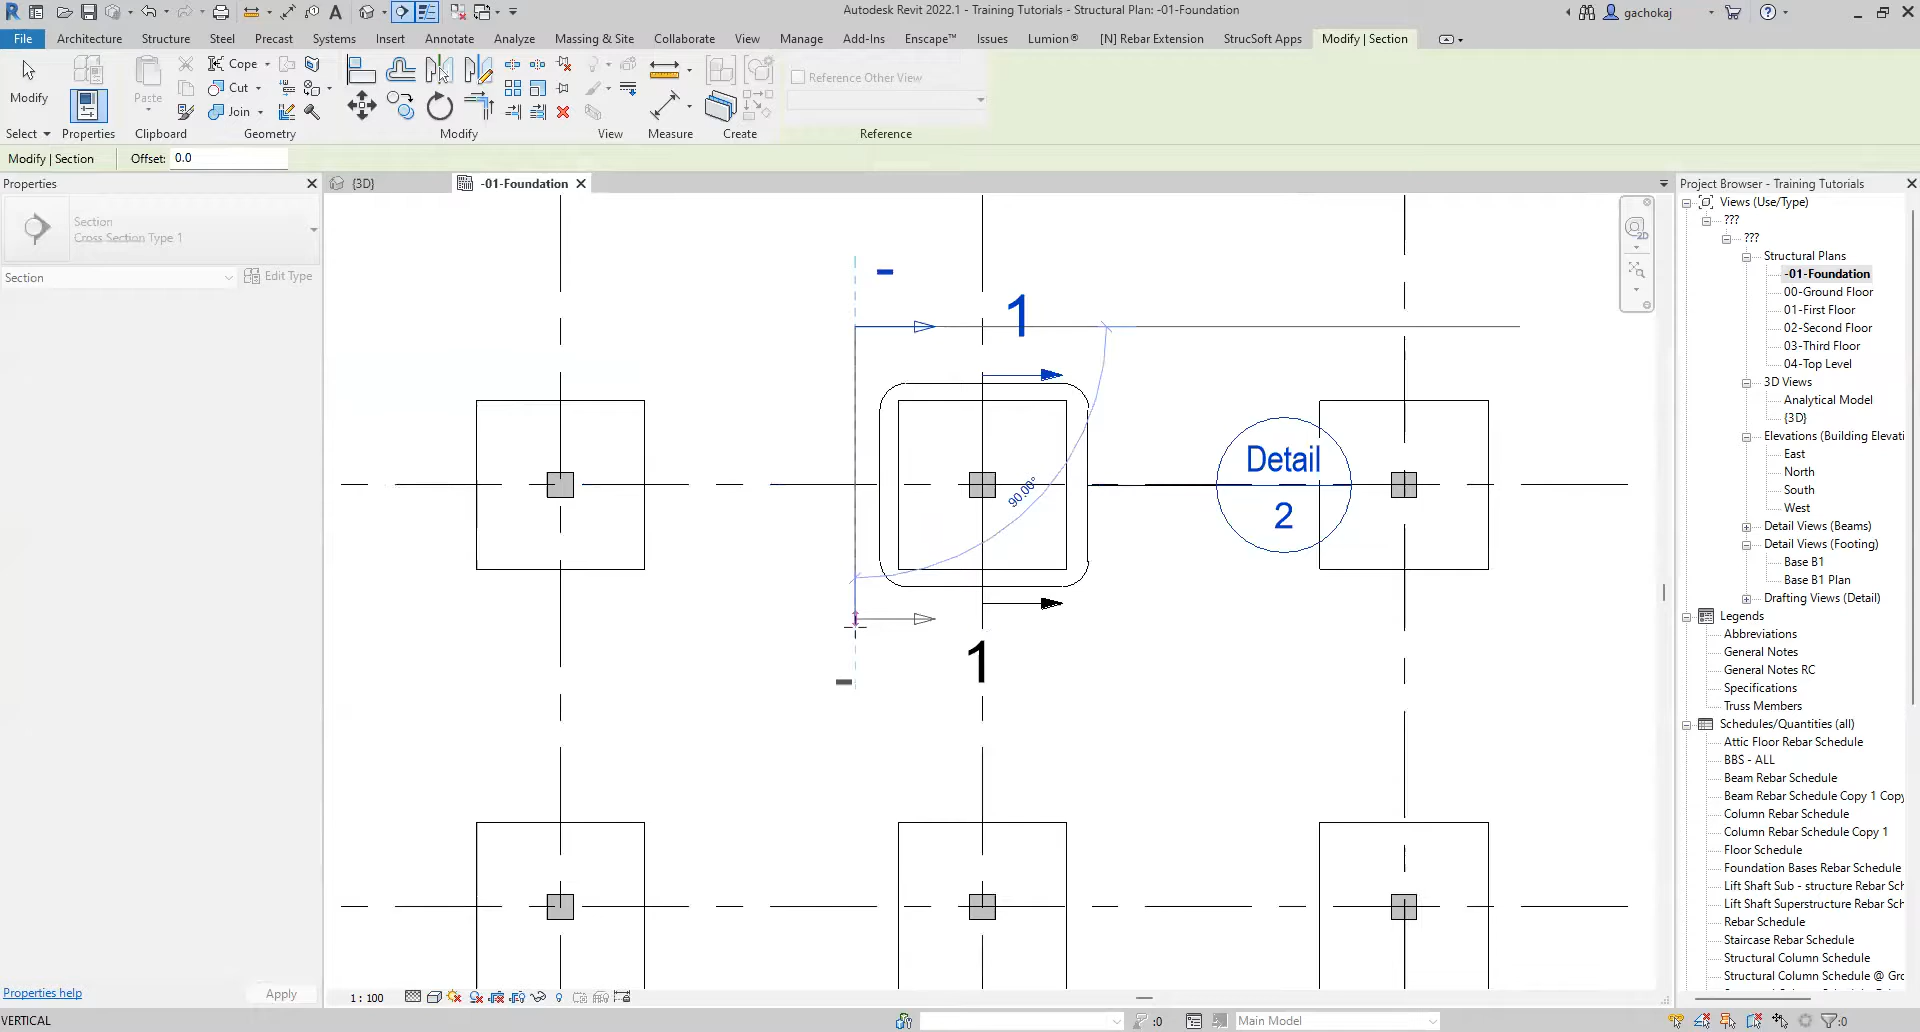 Autodesk Revit 2022.1 - Training Tutorials - Structural Plan: -01-Foundation
gachokaj
File
Architecture
Structure
Steel
Precast
Systems
Insert
Annotate
Analyze
Massing & Site
Collaborate
View
Manage
Add-Ins
Enscape™
Issues
Lumion®
[N] Rebar Extension
StrucSoft Apps
Modify | Section
Modify
Paste
Cope
Cut
Join
Reference Other View
Select
Properties
Clipboard
Geometry
Modify
View
Measure
Create
Reference
Modify | Section
Offset: 0.0
Properties
{3D}
-01-Foundation
Project Browser - Training Tutorials
Section
Cross Section Type 1
Section
Edit Type
1
90.00°
Detail
2
1
2D
Views (Use/Type)
???
???
Structural Plans
-01-Foundation
00-Ground Floor
01-First Floor
02-Second Floor
03-Third Floor
04-Top Level
3D Views
Analytical Model
{3D}
Elevations (Building Elevati
East
North
South
West
Detail Views (Beams)
Detail Views (Footing)
Base B1
Base B1 Plan
Drafting Views (Detail)
Legends
Abbreviations
General Notes
General Notes RC
Specifications
Truss Members
Schedules/Quantities (all)
Attic Floor Rebar Schedule
BBS - ALL
Beam Rebar Schedule
Beam Rebar Schedule Copy 1 Copy
Column Rebar Schedule
Column Rebar Schedule Copy 1
Floor Schedule
Foundation Bases Rebar Schedule
Lift Shaft Sub - structure Rebar Sch
Lift Shaft Superstructure Rebar Sch
Rebar Schedule
Staircase Rebar Schedule
Structural Column Schedule
Structural Column Schedule @ Gro
Properties help
Apply
1 : 100
VERTICAL
:0
Main Model
:0